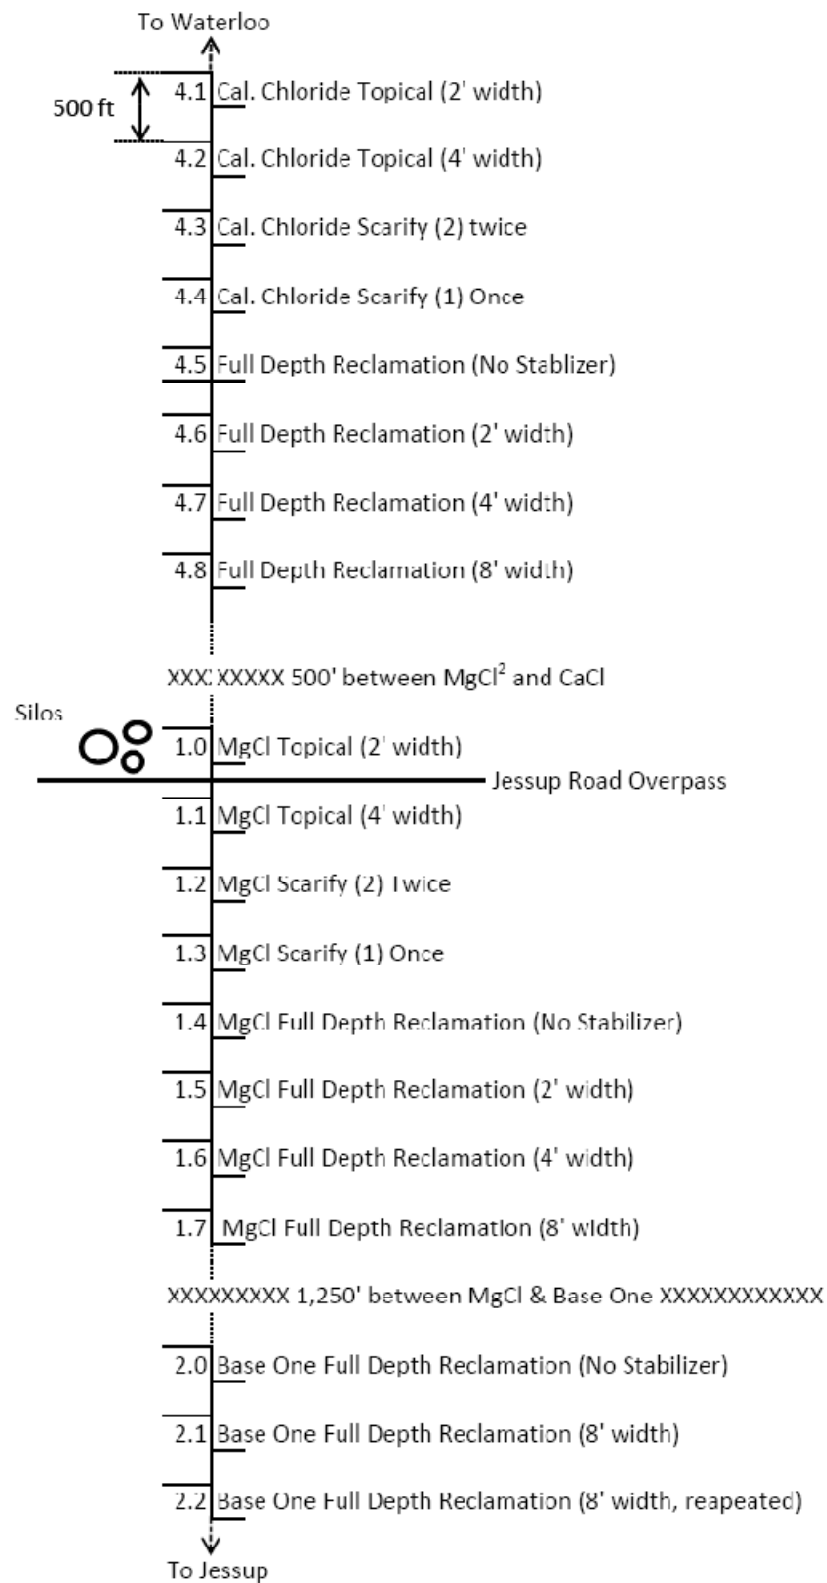 To Waterloo
500 ft
4.1 Cal. Chloride Topical (2' width)
4.2 Cal. Chloride Topical (4' width)
4.3 Cal. Chloride Scarify (2) twice
4.4 Cal. Chloride Scarify (1) Once
4.5 Full Depth Reclamation (No Stablizer)
4.6 Full Depth Reclamation (2' width)
4.7 Full Depth Reclamation (4' width)
4.8 Full Depth Reclamation (8' width)
XXXXXXXX 500' between MgCl² and CaCl
Silos
1.0 MgCl Topical (2' width)
Jessup Road Overpass
1.1 MgCl Topical (4' width)
1.2 MgCl Scarify (2) Twice
1.3 MgCl Scarify (1) Once
1.4 MgCl Full Depth Reclamation (No Stabilizer)
1.5 MgCl Full Depth Reclamation (2' width)
1.6 MgCl Full Depth Reclamation (4' width)
1.7 MgCl Full Depth Reclamation (8' width)
XXXXXXXXX 1,250' between MgCl & Base One XXXXXXXXXXXX
2.0 Base One Full Depth Reclamation (No Stabilizer)
2.1 Base One Full Depth Reclamation (8' width)
2.2 Base One Full Depth Reclamation (8' width, reapeated)
To Jessup